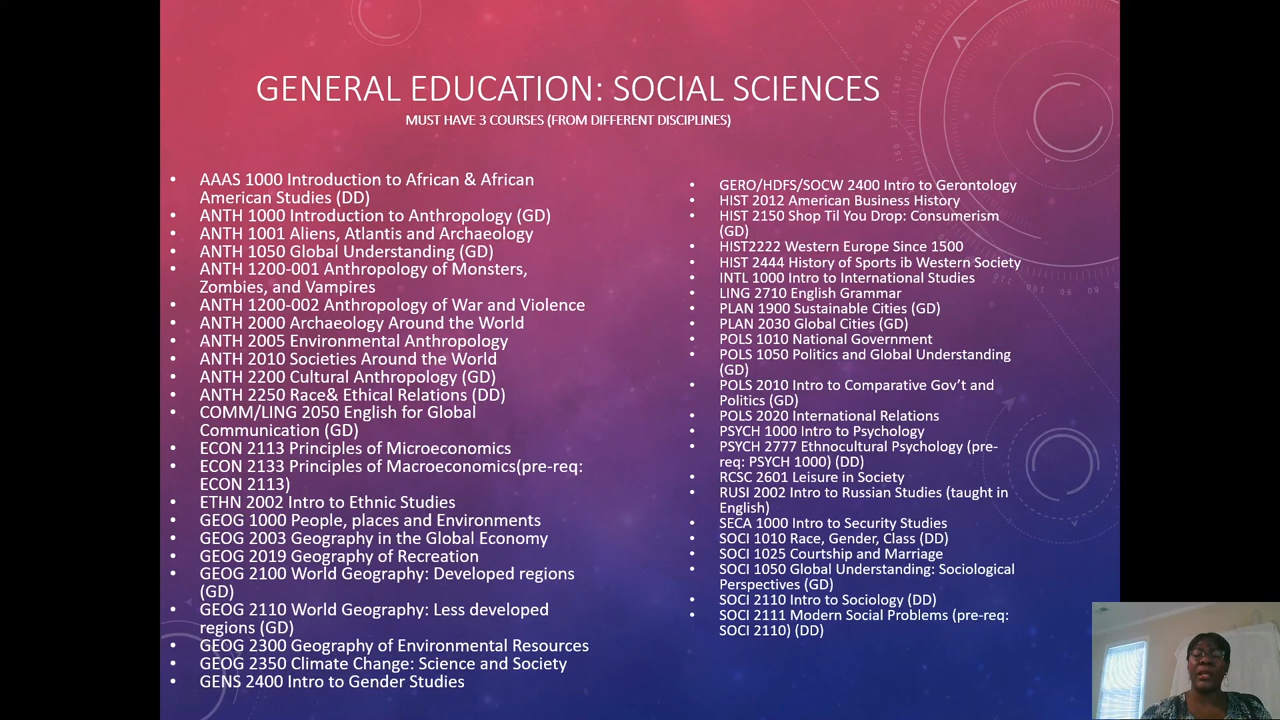 GENERAL EDUCATION: SOCIAL SCIENCES
MUST HAVE 3 COURSES (FROM DIFFERENT DISCIPLINES)
• AAAS 1000 Introduction to African & African
American Studies (DD)
• ANTH 1000 Introduction to Anthropology (GD)
• ANTH 1001 Aliens, Atlantis and Archaeology
• ANTH 1050 Global Understanding (GD)
• ANTH 1200-001 Anthropology of Monsters,
Zombies, and Vampires
• ANTH 1200-002 Anthropology of War and Violence
• ANTH 2000 Archaeology Around the World
• ANTH 2005 Environmental Anthropology
• ANTH 2010 Societies Around the World
• ANTH 2200 Cultural Anthropology (GD)
• ANTH 2250 Race& Ethical Relations (DD)
• COMM/LING 2050 English for Global
Communication (GD)
• ECON 2113 Principles of Microeconomics
• ECON 2133 Principles of Macroeconomics(pre-req:
ECON 2113)
• ETHN 2002 Intro to Ethnic Studies
• GEOG 1000 People, places and Environments
• GEOG 2003 Geography in the Global Economy
• GEOG 2019 Geography of Recreation
• GEOG 2100 World Geography: Developed regions
(GD)
• GEOG 2110 World Geography: Less developed
regions (GD)
• GEOG 2300 Geography of Environmental Resources
• GEOG 2350 Climate Change: Science and Society
• GENS 2400 Intro to Gender Studies
• GERO/HDFS/SOCW 2400 Intro to Gerontology
• HIST 2012 American Business History
• HIST 2150 Shop Til You Drop: Consumerism
(GD)
• HIST2222 Western Europe Since 1500
• HIST 2444 History of Sports ib Western Society
• INTL 1000 Intro to International Studies
• LING 2710 English Grammar
• PLAN 1900 Sustainable Cities (GD)
• PLAN 2030 Global Cities (GD)
• POLS 1010 National Government
• POLS 1050 Politics and Global Understanding
(GD)
• POLS 2010 Intro to Comparative Gov't and
Politics (GD)
• POLS 2020 International Relations
• PSYCH 1000 Intro to Psychology
• PSYCH 2777 Ethnocultural Psychology (pre-
req: PSYCH 1000) (DD)
• RCSC 2601 Leisure in Society
• RUSI 2002 Intro to Russian Studies (taught in
English)
• SECA 1000 Intro to Security Studies
• SOCI 1010 Race, Gender, Class (DD)
• SOCI 1025 Courtship and Marriage
• SOCI 1050 Global Understanding: Sociological
Perspectives (GD)
• SOCI 2110 Intro to Sociology (DD)
• SOCI 2111 Modern Social Problems (pre-req:
SOCI 2110) (DD)